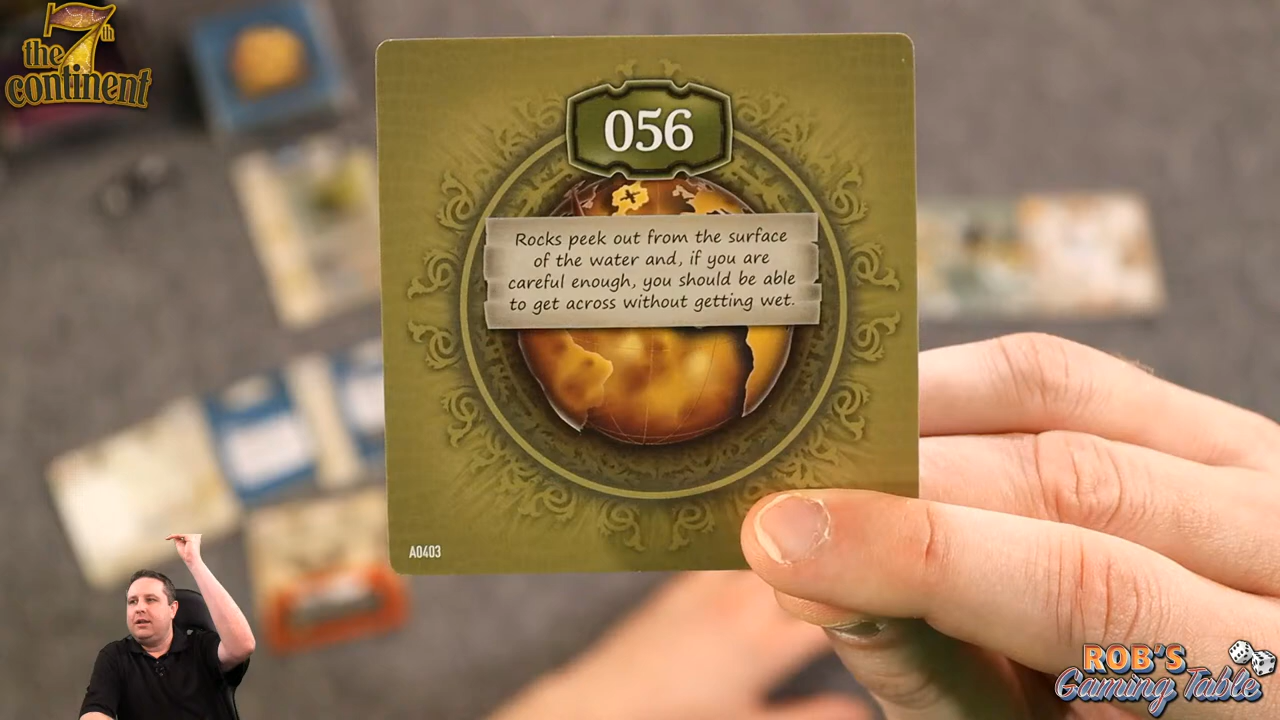 the
7th
continent
056
Rocks peek out from the surface
of the water and, if you are
careful enough, you should be able
to get across without getting wet.
A0403
ROB'S
Gaming Table